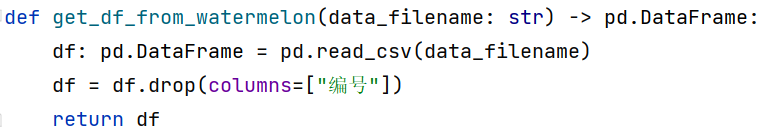 def get_df_from_watermelon(data_filename: str) -> pd.DataFrame:
    df: pd.DataFrame = pd.read_csv(data_filename)
    df = df.drop(columns=["编号"])
    return df